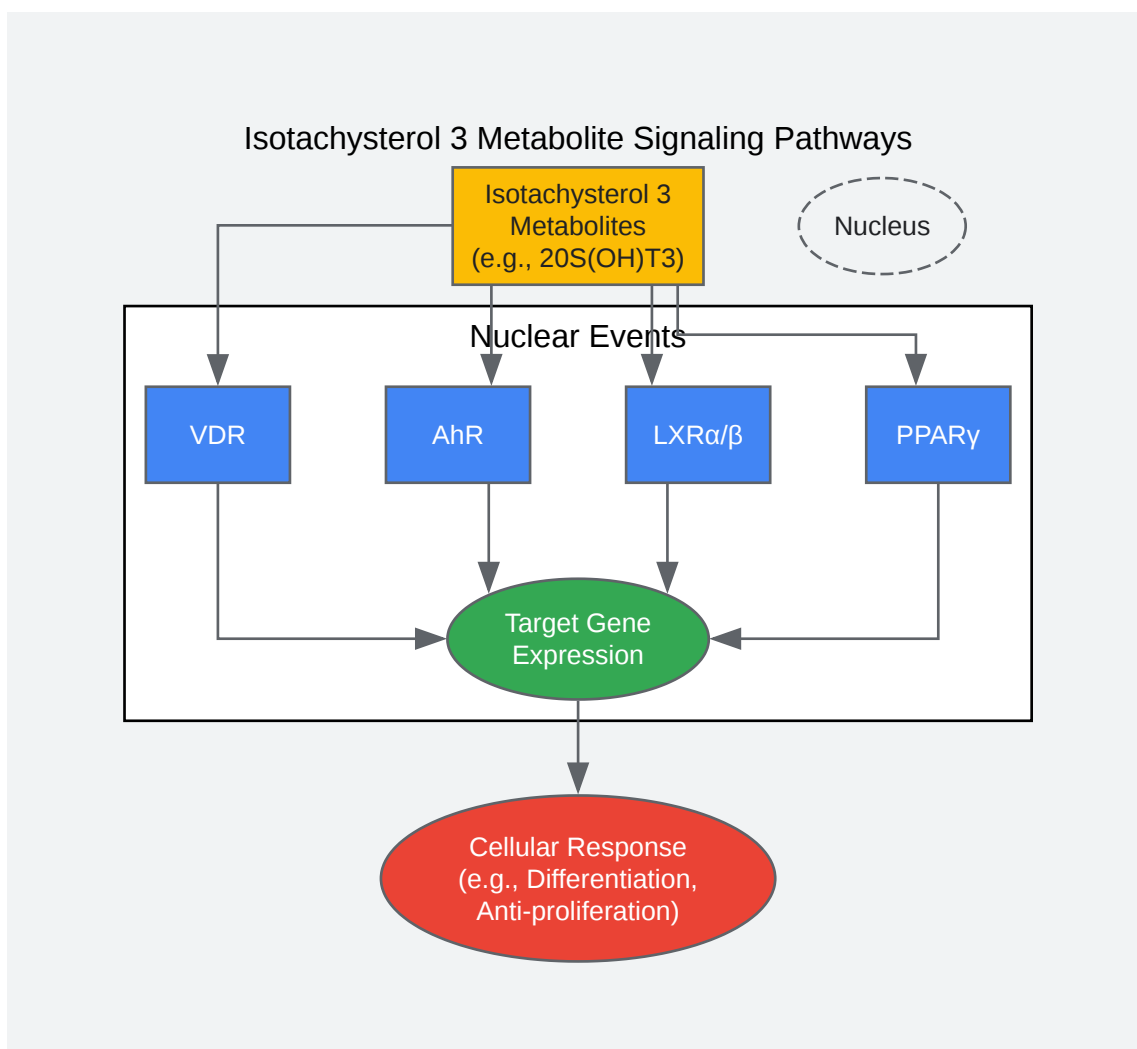 Isotachysterol 3 Metabolite Signaling Pathways
Isotachysterol 3
Metabolites
(e.g., 20S(OH)T3)
Nucleus
Nuclear Events
VDR
AhR
LXRα/β
PPARγ
Target Gene
Expression
Cellular Response
(e.g., Differentiation,
Anti-proliferation)